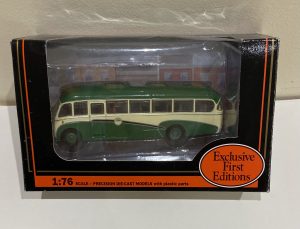 Exclusive
First
Editions
1:76 SCALE - PRECISION DIE CAST MODELS with plastic parts